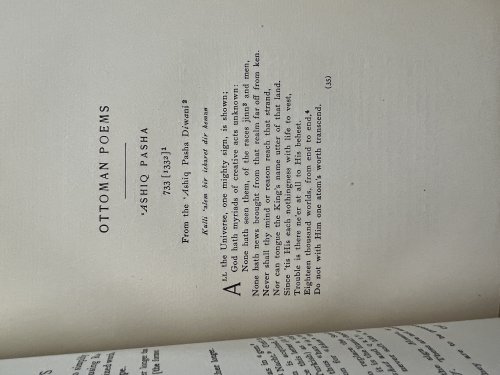 OTTOMAN POEMS
'ASHIQ PASHA
733 [1332]¹
From the 'Ashiq Pasha Diwani²
Kulli 'alem bir icharet dir heman
ALL the Universe, one mighty sign, is shown;
God hath myriads of creative acts unknown:
None hath seen them, of the races jinn³ and men,
None hath news brought from that realm far off from ken.
Never shall thy mind or reason reach that strand,
Nor can tongue the King's name utter of that land.
Since 'tis His each nothingness with life to vest,
Trouble is there ne'er at all to His behest.
Eighteen thousand worlds, from end to end,⁴
Do not with Him one atom's worth transcend.
(35)